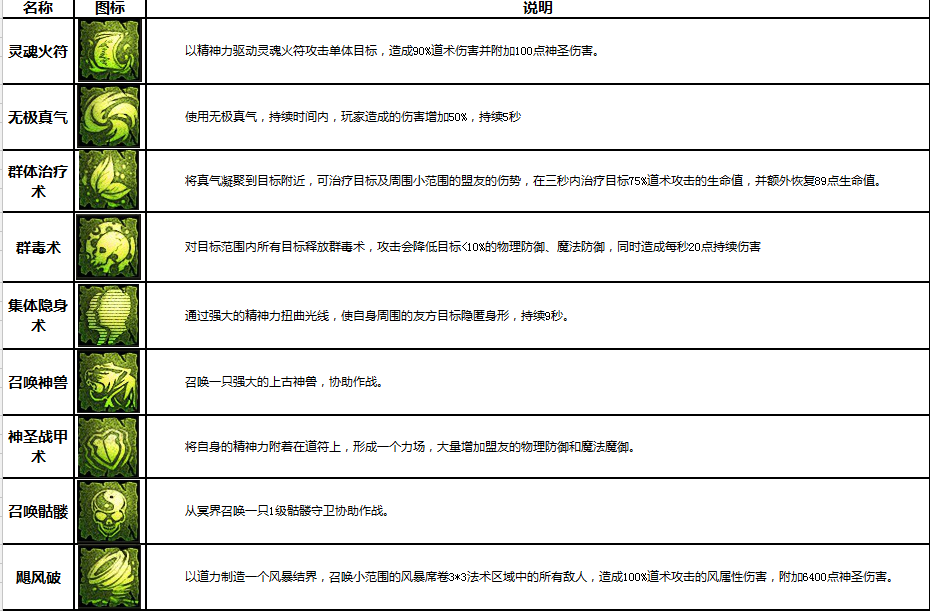 名称 图标 说明
灵魂火符 以精神力驱动灵魂火符攻击单体目标，造成90%道术伤害并附加100点神圣伤害。
无极真气 使用无极真气，持续时间内，玩家造成的伤害增加50%，持续5秒
群体治疗
术
将真气凝聚到目标附近，可治疗目标及周围小范围的盟友的伤势，在三秒内治疗目标75%道术攻击的生命值，并额外恢复89点生命值。
群毒术 对目标范围内所有目标释放群毒术，攻击会降低目标<10%的物理防御、魔法防御，同时造成每秒20点持续伤害
集体隐身
术
通过强大的精神力扭曲光线，使自身周围的友方目标隐匿身形，持续9秒。
召唤神兽 召唤一只强大的上古神兽，协助作战。
神圣战甲
术
将自身的精神力附着在道符上，形成一个力场，大量增加盟友的物理防御和魔法魔御。
召唤骷髅 从冥界召唤一只1级骷髅守卫协助作战。
飓风破 以道力制造一个风暴结界，召唤小范围的风暴席卷3*3法术区域中的所有敌人，造成100%道术攻击的风属性伤害，附加6400点神圣伤害。